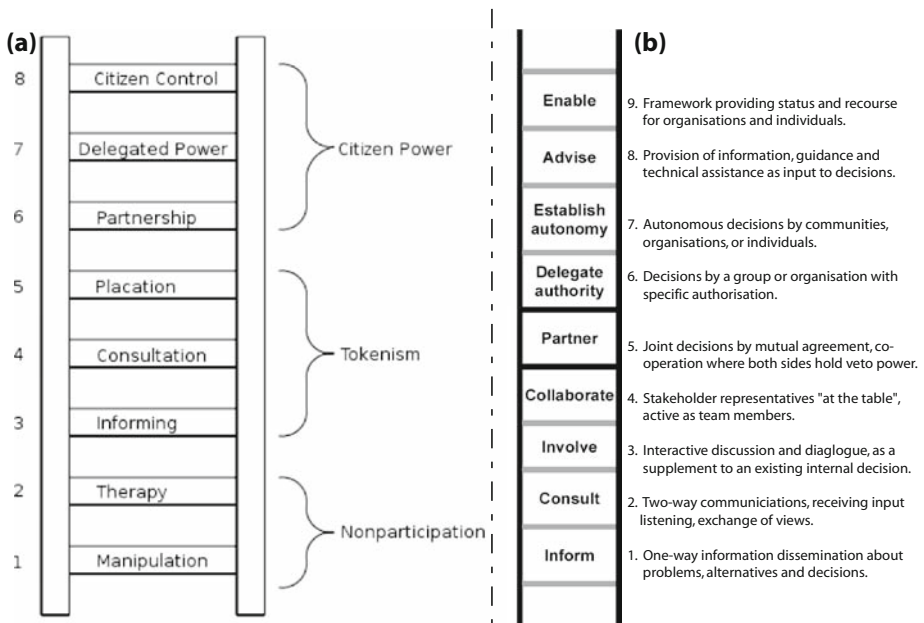 (a)
8
Citizen Control
7
Delegated Power
6
Partnership
Citizen Power
5
Placation
4
Consultation
3
Informing
Tokenism
2
Therapy
1
Manipulation
Nonparticipation
(b)
Enable
9. Framework providing status and recourse
for organisations and individuals.
Advise
8. Provision of information, guidance and
technical assistance as input to decisions.
Establish
autonomy
7. Autonomous decisions by communities,
organisations, or individuals.
Delegate
authority
6. Decisions by a group or organisation with
specific authorisation.
Partner
5. Joint decisions by mutual agreement, co-
operation where both sides hold veto power.
Collaborate
4. Stakeholder representatives "at the table",
active as team members.
Involve
3. Interactive discussion and diaglogue, as a
supplement to an existing internal decision.
Consult
2. Two-way communiciations, receiving input
listening, exchange of views.
Inform
1. One-way information dissemination about
problems, alternatives and decisions.